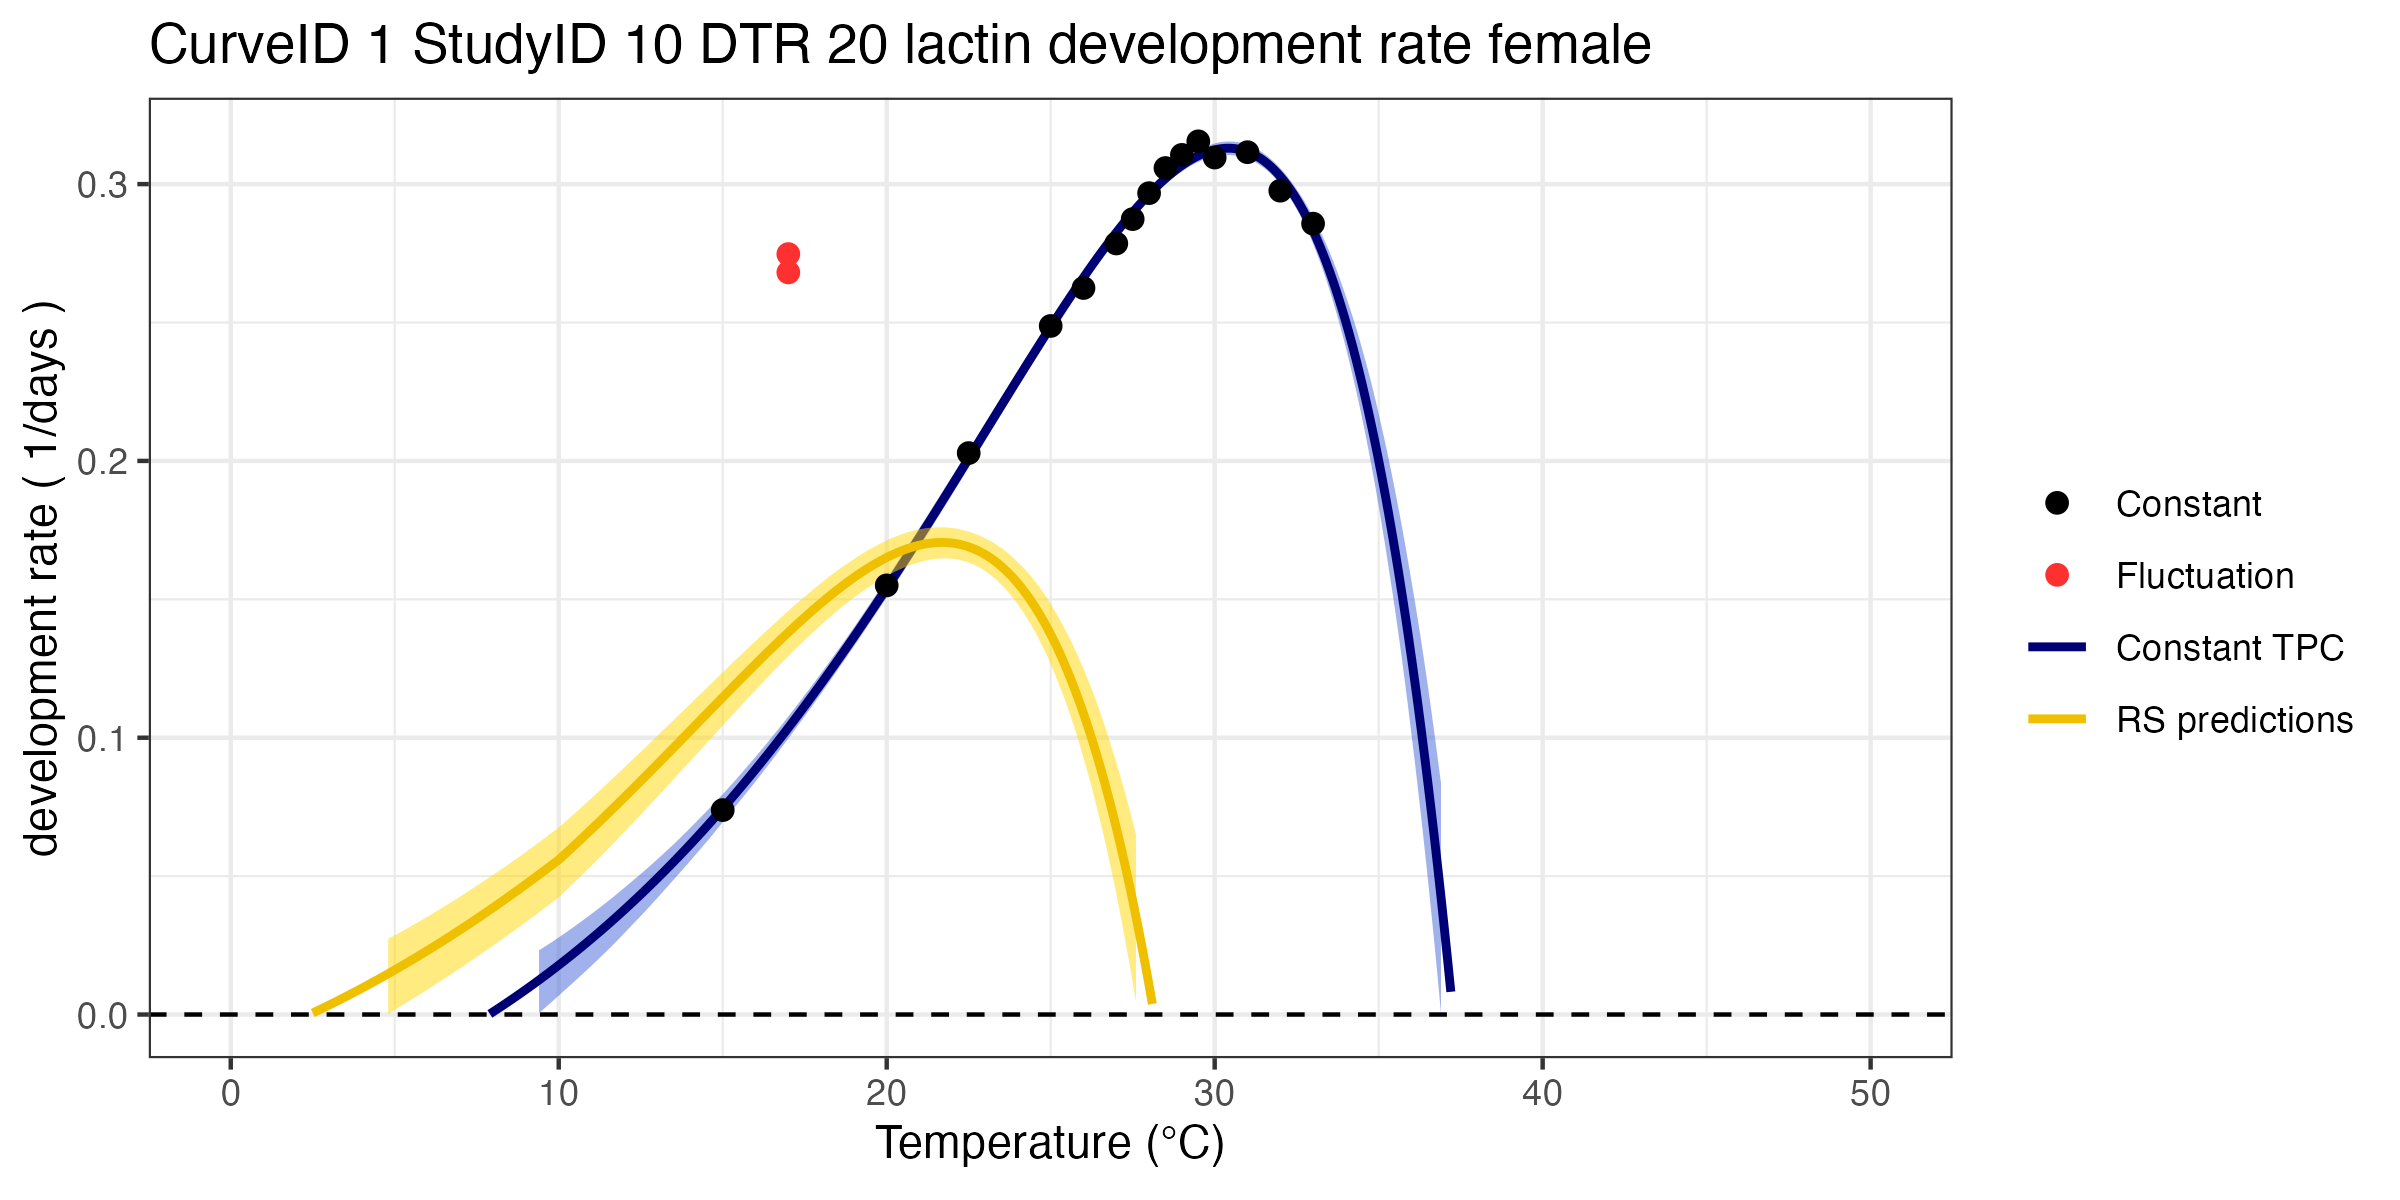 CurveID 1 StudyID 10 DTR 20 lactin development rate female
development rate ( 1/days )
0.3
0.2
0.1
0.0
0 10 20 30 40 50
Temperature (°C)
Constant
Fluctuation
Constant TPC
RS predictions